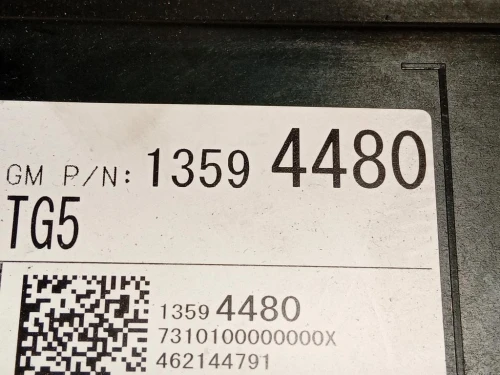 GM P/N: 1359 4480
TG5
1359 4480
7310100000000X
462144791